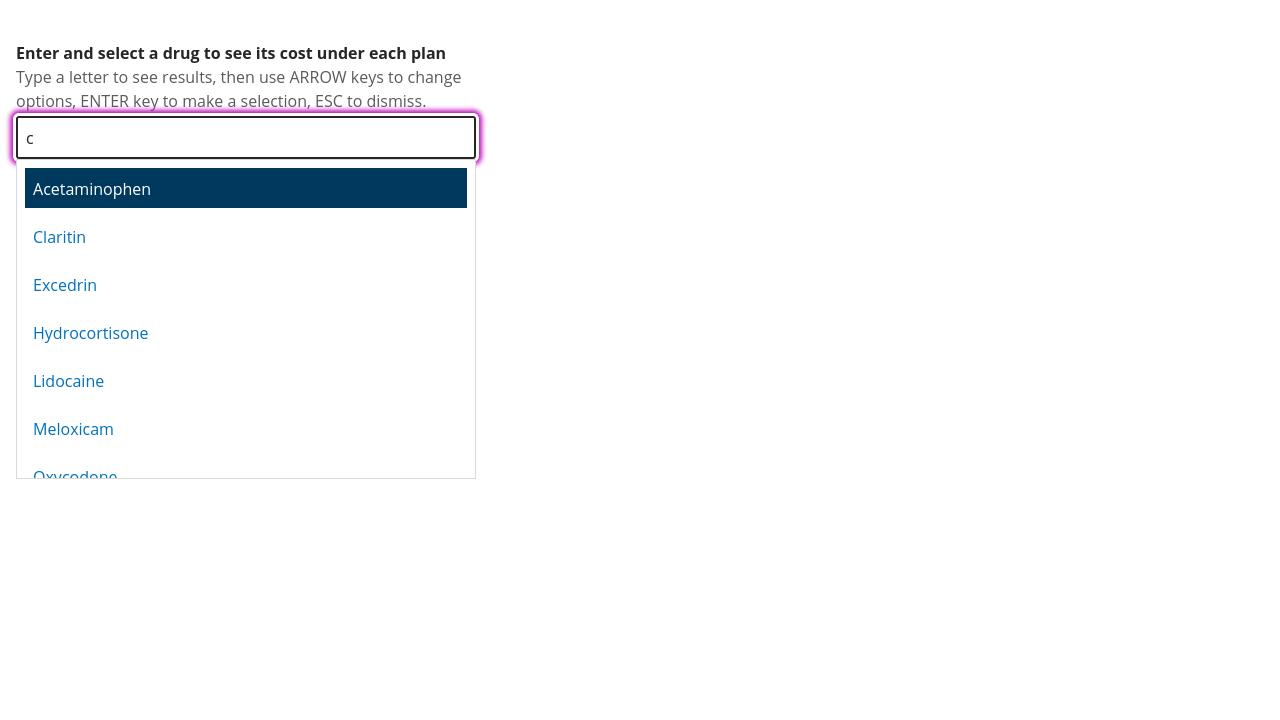 Enter and select a drug to see its cost under each plan
Type a letter to see results, then use ARROW keys to change
options, ENTER key to make a selection, ESC to dismiss.
c
Acetaminophen
Claritin
Excedrin
Hydrocortisone
Lidocaine
Meloxicam
Oxycodone